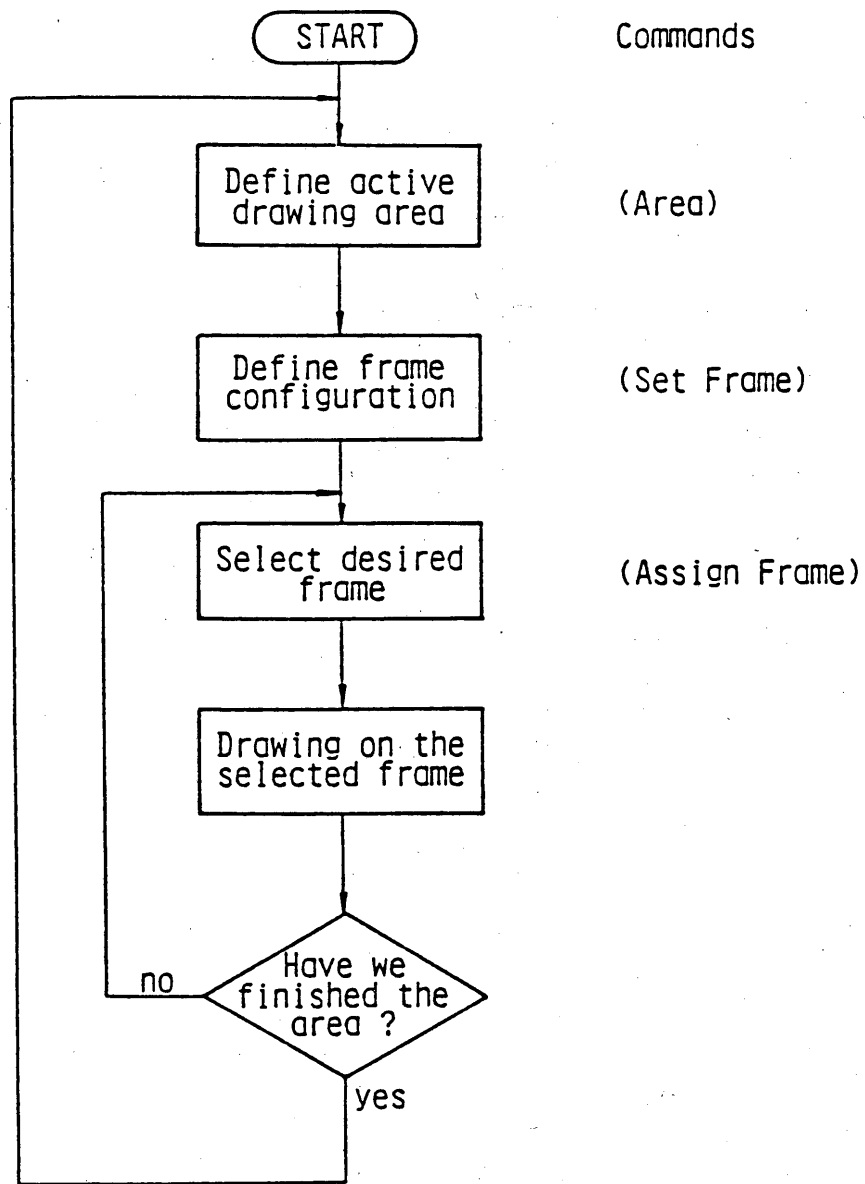 START
Commands
Define active
drawing area
(Area)
Define frame
configuration
(Set Frame)
Select desired
frame
(Assign Frame)
Drawing on the
selected frame
Have we
finished the
area ?
no
yes